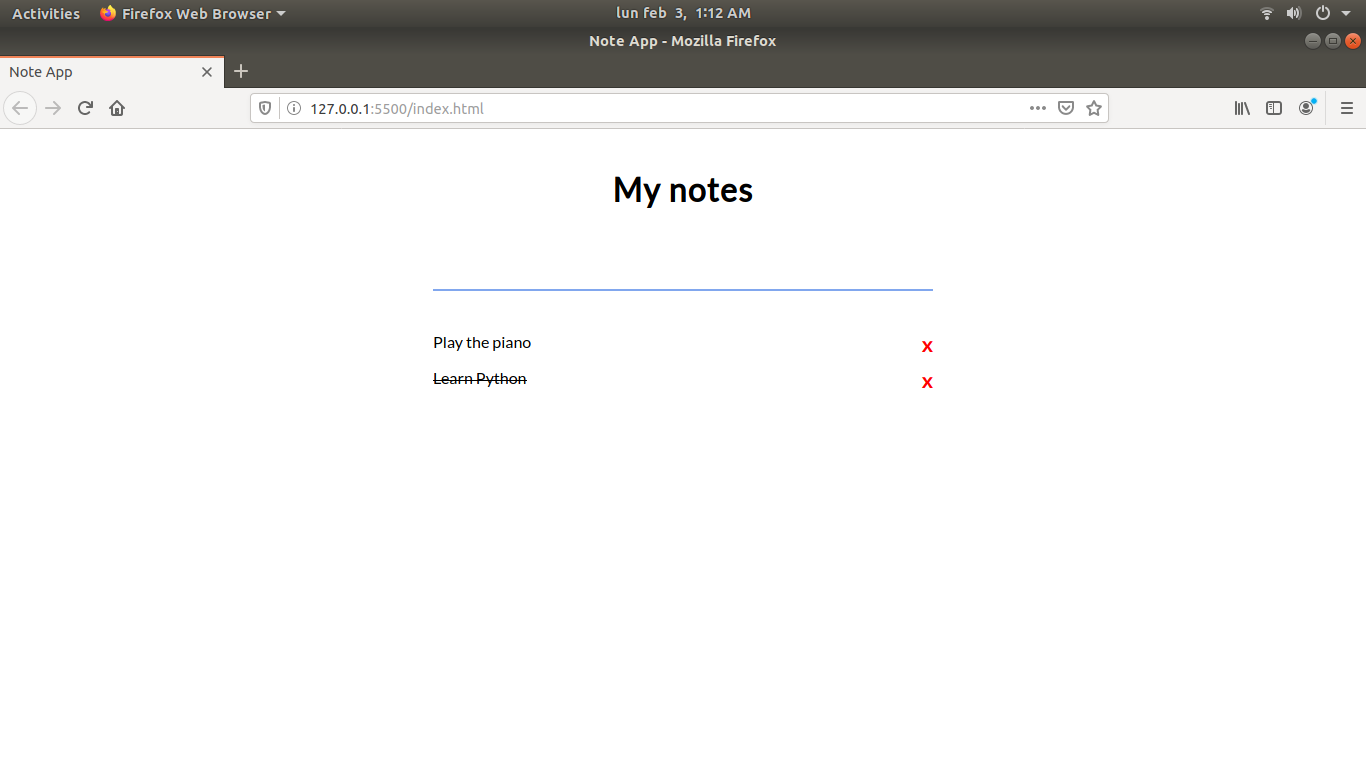 Activities Firefox Web Browser lun feb 3, 1:12 AM
Note App - Mozilla Firefox
Note App
127.0.0.1:5500/index.html
My notes
Play the piano x
Learn Python x